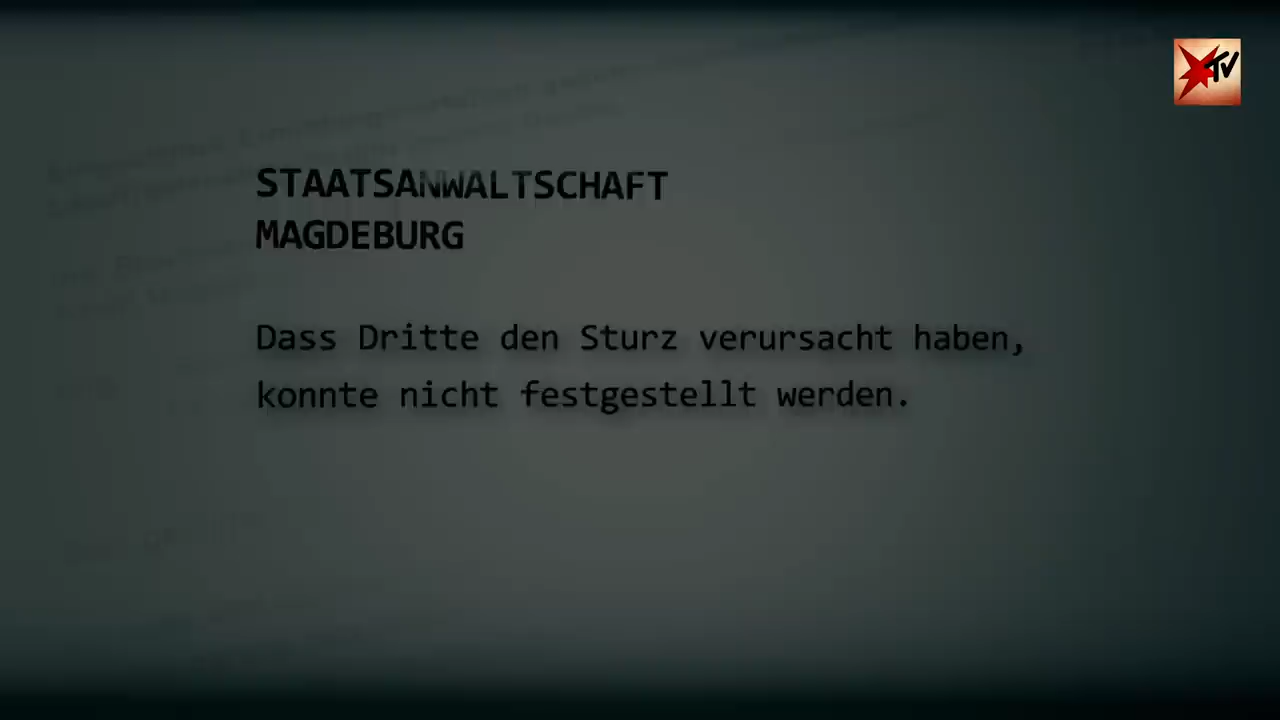 TV
STAATSANWALTSCHAFT
MAGDEBURG
Dass Dritte den Sturz verursacht haben,
konnte nicht festgestellt werden.